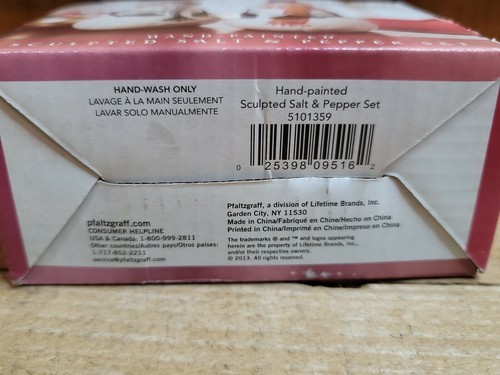 HAND-PAINTED
SCULPTED SALT & PEPPER SET
HAND-WASH ONLY
LAVAGE À LA MAIN SEULEMENT
LAVAR SOLO MANUALMENTE
Hand-painted
Sculpted Salt & Pepper Set
5101359
0 25398 09516 2
pfaltzgraff.com
CONSUMER HELPLINE
USA & Canada: 1-800-999-2811
Other countries/Autres pays/Otros paises:
1-717-852-2211
service@pfaltzgraff.com
Pfaltzgraff, a division of Lifetime Brands, Inc.
Garden City, NY 11530
Made in China/Fabriqué en Chine/Hecho en China
Printed in China/Imprimé en Chine/Impresa en China
The trademarks ® and ™ and logos appearing
herein are the property of Lifetime Brands, Inc.,
and/or their respective owners.
© 2013. All rights reserved.